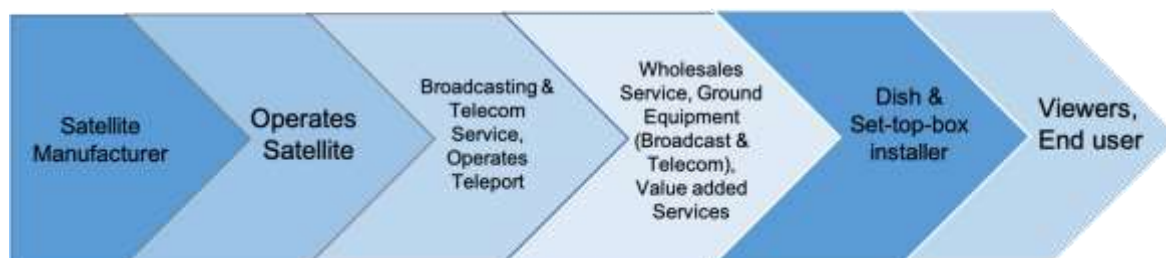 Satellite
Manufacturer
Operates
Satellite
Broadcasting &
Telecom
Service,
Operates
Teleport
Wholesales
Service, Ground
Equipment
(Broadcast &
Telecom),
Value added
Services
Dish &
Set-top-box
installer
Viewers,
End user